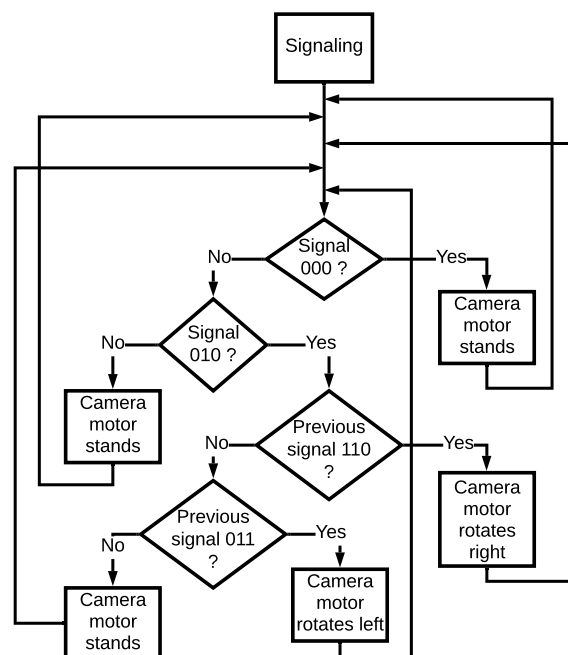 Signaling
Signal
000 ?
No
Yes
Camera
motor
stands
Signal
010 ?
No
Yes
Camera
motor
stands
Previous
signal 110
?
No
Yes
Camera
motor
rotates
right
Previous
signal 011
?
No
Yes
Camera
motor
stands
Camera
motor
rotates left